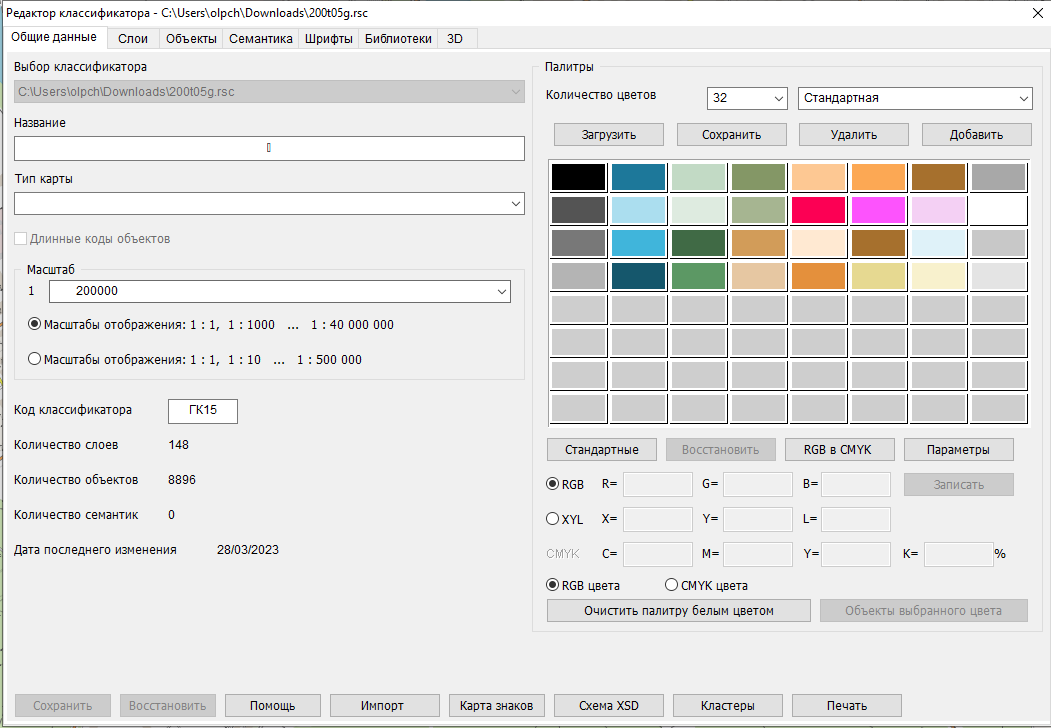 Редактор классификатора - C:\Users\olpch\Downloads\200t05g.rsc
Общие данные Слои Объекты Семантика Шрифты Библиотеки 3D
Выбор классификатора
C:\Users\olpch\Downloads\200t05g.rsc
Название
Тип карты
Длинные коды объектов
Масштаб
1 200000
Масштабы отображения: 1 : 1, 1 : 1000 ... 1 : 40 000 000
Масштабы отображения: 1 : 1, 1 : 10 ... 1 : 500 000
Код классификатора ГК15
Количество слоев 148
Количество объектов 8896
Количество семантик 0
Дата последнего изменения 28/03/2023
Палитры
Количество цветов 32 Стандартная
Загрузить Сохранить Удалить Добавить
Стандартные Восстановить RGB в CMYK Параметры
RGB R= G= B= Записать
XYL X= Y= L=
CMYK C= M= Y= K= %
RGB цвета CMYK цвета
Очистить палитру белым цветом Объекты выбранного цвета
Сохранить Восстановить Помощь Импорт Карта знаков Схема XSD Кластеры Печать